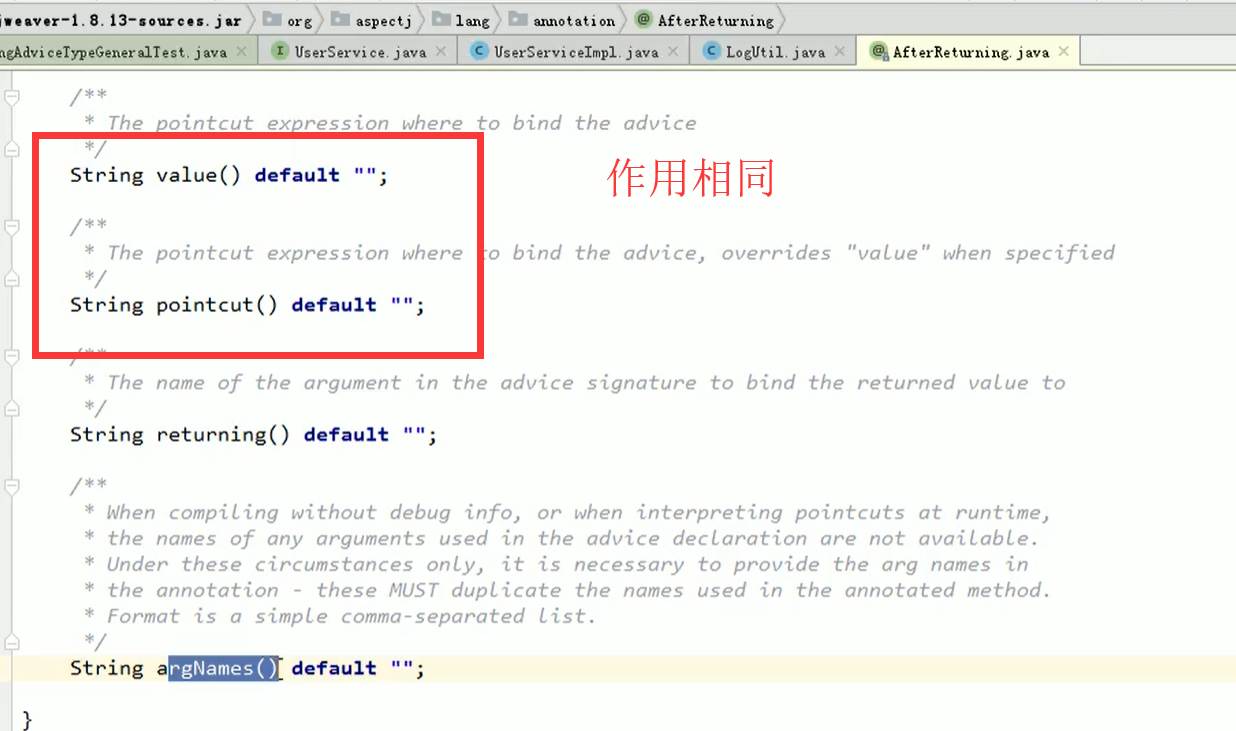 jweaver-1.8.13-sources.jar org aspectj lang annotation AfterReturning
ngAdviceTypeGeneralTest.java UserService.java UserServiceImpl.java LogUtil.java AfterReturning.java
/**
* The pointcut expression where to bind the advice
*/
String value() default "";
作用相同
/**
* The pointcut expression where to bind the advice, overrides "value" when specified
*/
String pointcut() default "";
/**
* The name of the argument in the advice signature to bind the returned value to
*/
String returning() default "";
/**
* When compiling without debug info, or when interpreting pointcuts at runtime,
* the names of any arguments used in the advice declaration are not available.
* Under these circumstances only, it is necessary to provide the arg names in
* the annotation - these MUST duplicate the names used in the annotated method.
* Format is a simple comma-separated list.
*/
String argNames() default "";
}